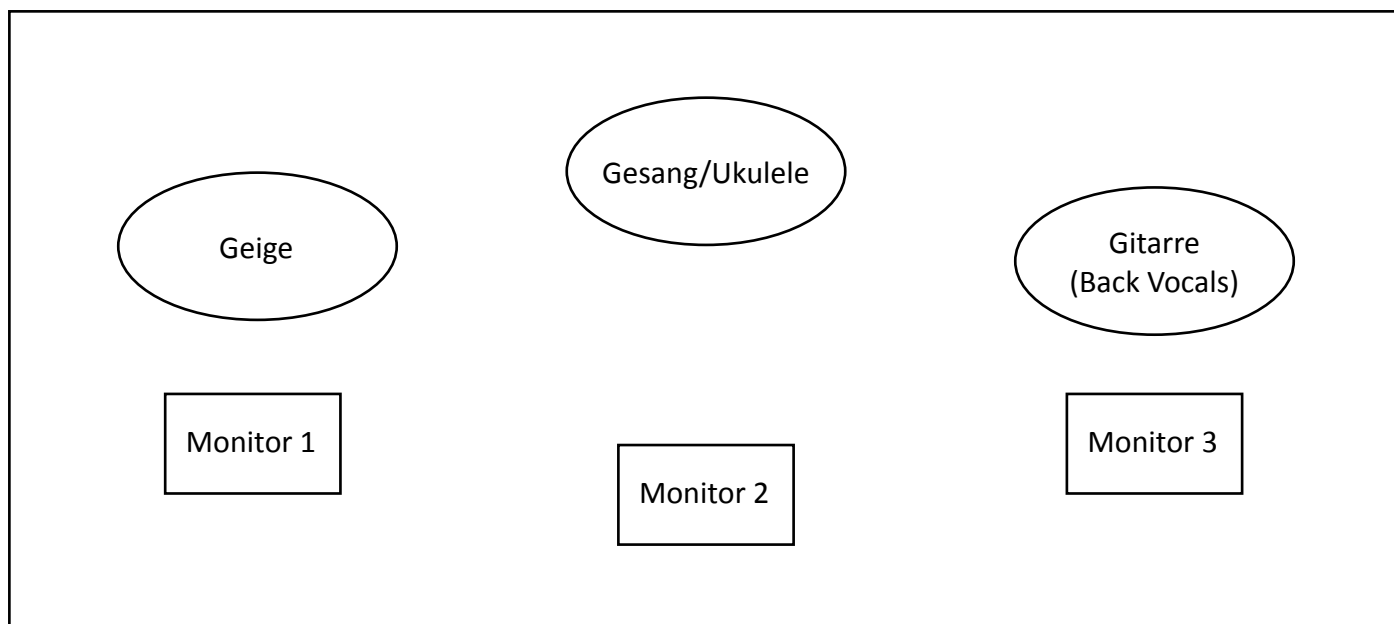 Gesang/Ukulele
Geige
Gitarre
(Back Vocals)
Monitor 1
Monitor 2
Monitor 3